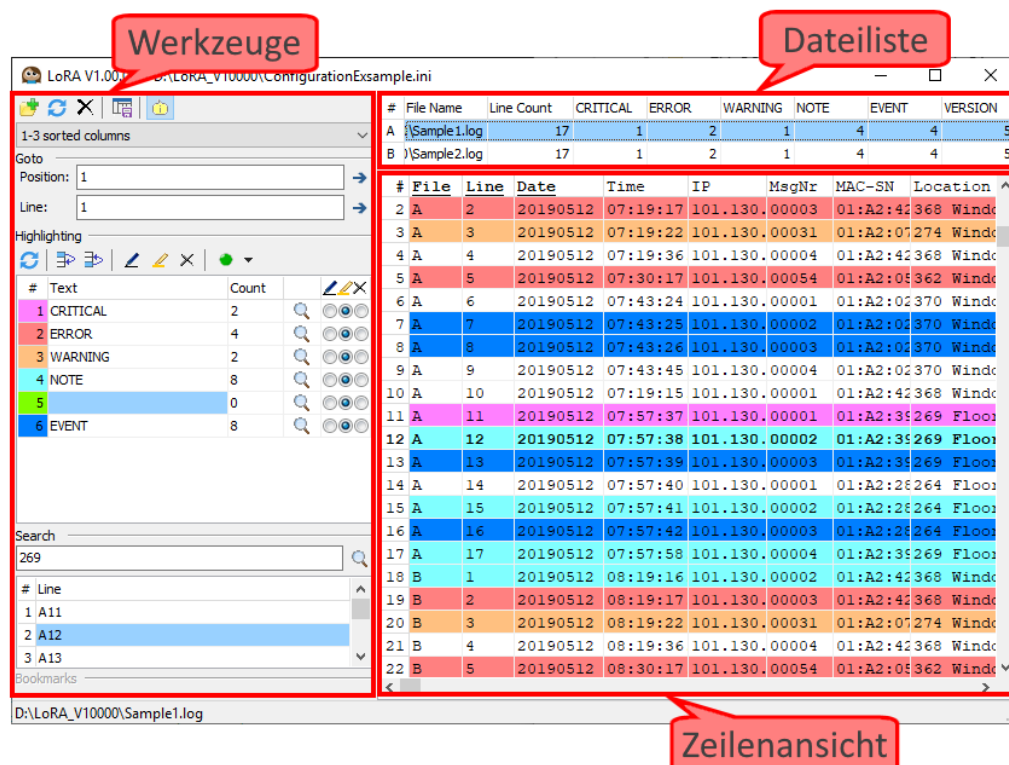 Werkzeuge
Dateiliste
LoRA V1.00. D:\LoRA_V10000\ConfigurationExsample.ini
1-3 sorted columns
Goto
Position: 1
Line: 1
Highlighting
# Text Count
1 CRITICAL 2
2 ERROR 4
3 WARNING 2
4 NOTE 8
5 0
6 EVENT 8
Search
269
# Line
1 A11
2 A12
3 A13
Bookmarks
# File Name Line Count CRITICAL ERROR WARNING NOTE EVENT VERSION
A \Sample1.log 17 1 2 1 4 4 5
B )\Sample2.log 17 1 2 1 4 4 5
# File Line Date Time IP MsgNr MAC-SN Location
2 A 2 20190512 07:19:17 101.130. 00003 01:A2:42 368 Windo
3 A 3 20190512 07:19:22 101.130. 00031 01:A2:07 274 Windo
4 A 4 20190512 07:19:36 101.130. 00004 01:A2:42 368 Windo
5 A 5 20190512 07:30:17 101.130. 00054 01:A2:05 362 Windo
6 A 6 20190512 07:43:24 101.130. 00001 01:A2:02 370 Windo
7 A 7 20190512 07:43:25 101.130. 00002 01:A2:02 370 Windo
8 A 8 20190512 07:43:26 101.130. 00003 01:A2:02 370 Windo
9 A 9 20190512 07:43:45 101.130. 00004 01:A2:02 370 Windo
10 A 10 20190512 07:19:15 101.130. 00001 01:A2:42 368 Windo
11 A 11 20190512 07:57:37 101.130. 00001 01:A2:39 269 Floor
12 A 12 20190512 07:57:38 101.130. 00002 01:A2:39 269 Floor
13 A 13 20190512 07:57:39 101.130. 00003 01:A2:39 269 Floor
14 A 14 20190512 07:57:40 101.130. 00001 01:A2:28 264 Floor
15 A 15 20190512 07:57:41 101.130. 00002 01:A2:28 264 Floor
16 A 16 20190512 07:57:42 101.130. 00003 01:A2:28 264 Floor
17 A 17 20190512 07:57:58 101.130. 00004 01:A2:39 269 Floor
18 B 1 20190512 08:19:16 101.130. 00002 01:A2:42 368 Windo
19 B 2 20190512 08:19:17 101.130. 00003 01:A2:42 368 Windo
20 B 3 20190512 08:19:22 101.130. 00031 01:A2:07 274 Windo
21 B 4 20190512 08:19:36 101.130. 00004 01:A2:42 368 Windo
22 B 5 20190512 08:30:17 101.130. 00054 01:A2:05 362 Windo
D:\LoRA_V10000\Sample1.log
Zeilenansicht